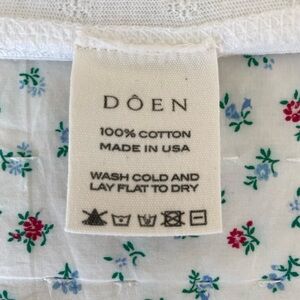 DÔEN
100% COTTON
MADE IN USA
WASH COLD AND
LAY FLAT TO DRY